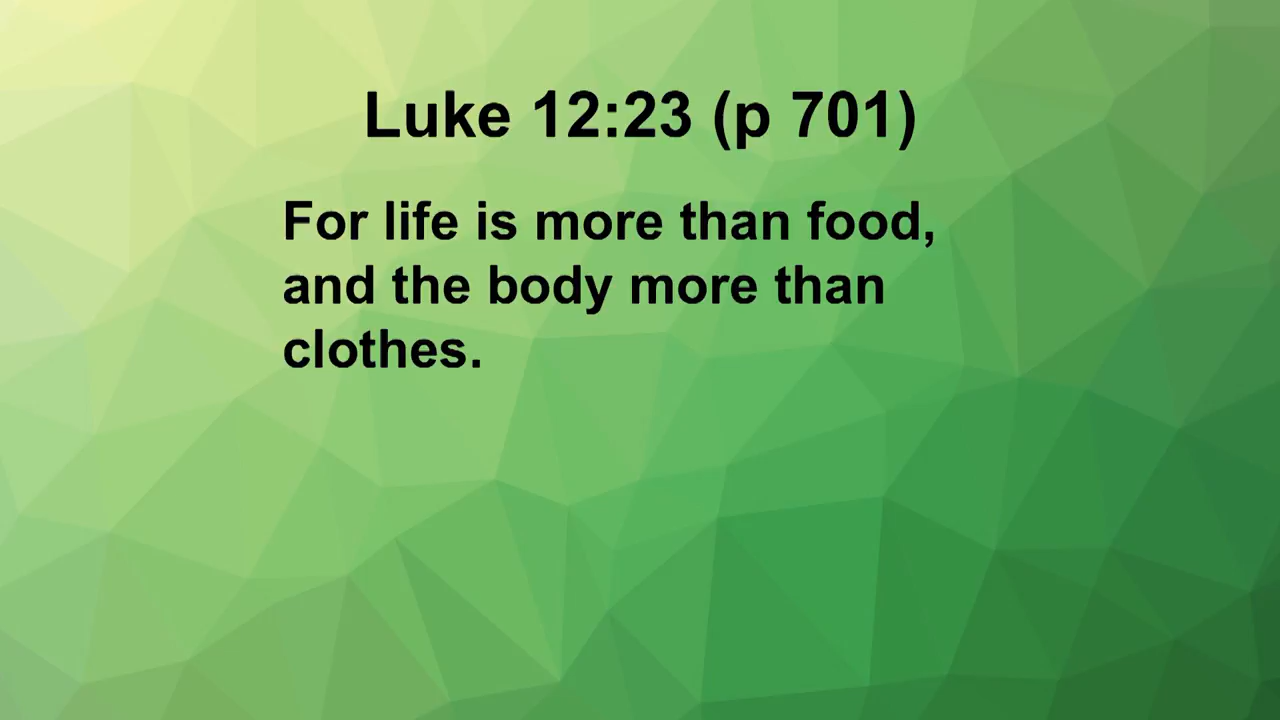 Luke 12:23 (p 701)
For life is more than food,
and the body more than
clothes.